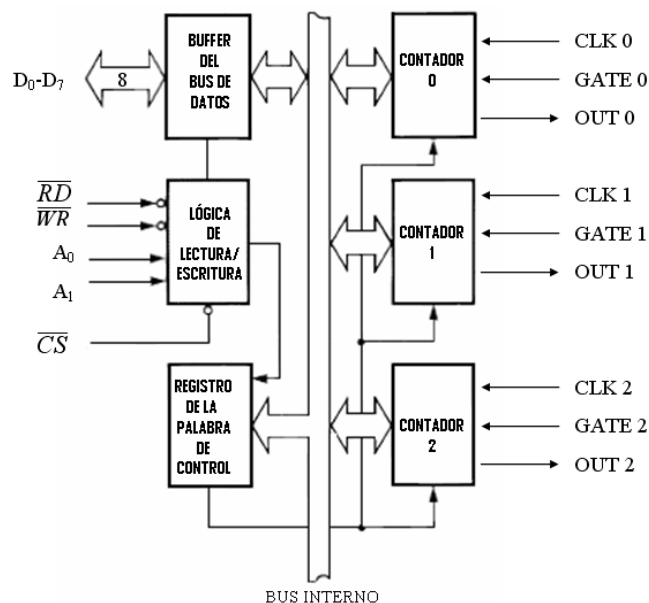 D0-D7
8
BUFFER
DEL
BUS DE
DATOS
CONTADOR
0
CLK 0
GATE 0
OUT 0
RD
WR
A0
A1
CS
LÓGICA
DE
LECTURA/
ESCRITURA
CONTADOR
1
CLK 1
GATE 1
OUT 1
REGISTRO
DE LA
PALABRA
DE
CONTROL
CONTADOR
2
CLK 2
GATE 2
OUT 2
BUS INTERNO